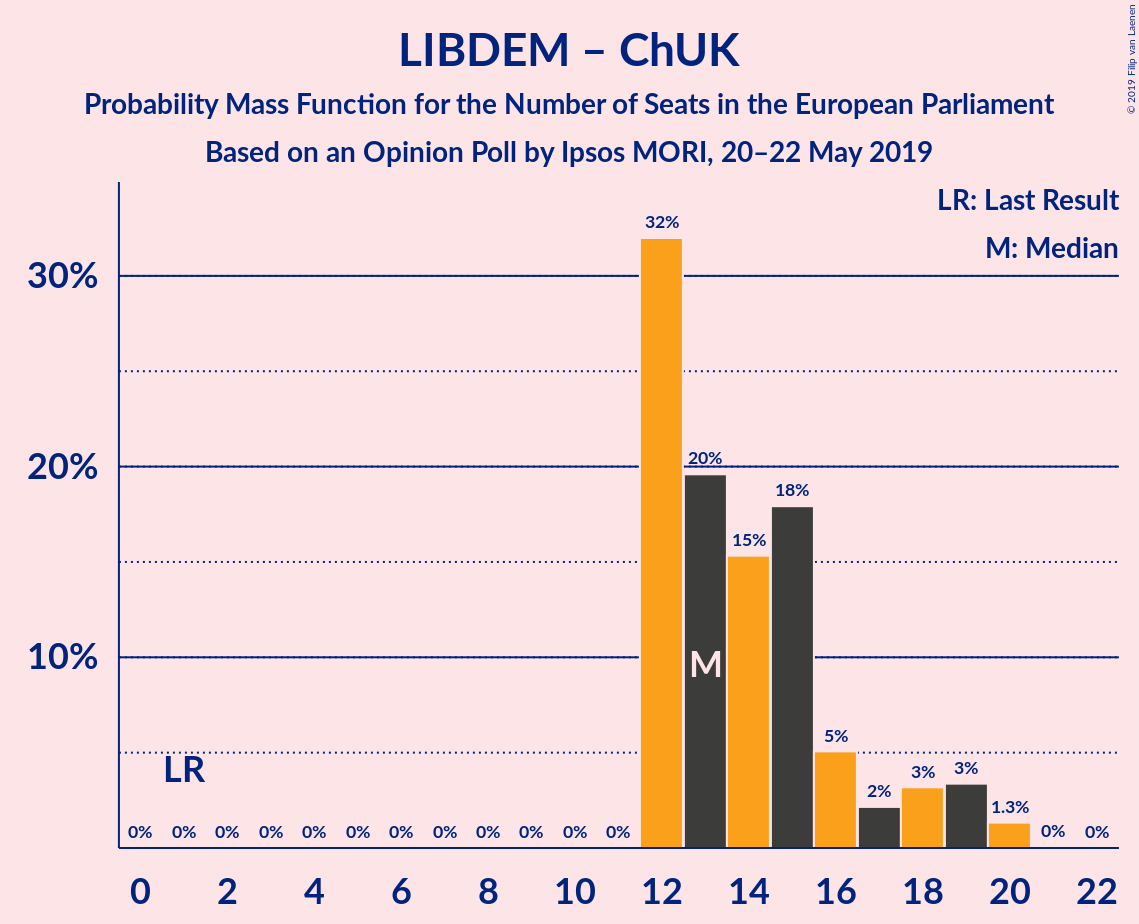 LIBDEM – ChUK
Probability Mass Function for the Number of Seats in the European Parliament
Based on an Opinion Poll by Ipsos MORI, 20–22 May 2019
© 2019 Filip van Laenen
LR: Last Result
M: Median
32%
30%
20%
20%
18%
15%
10%
M
5%
LR
3%
3%
2%
1.3%
0% 0% 0% 0% 0% 0% 0% 0% 0% 0% 0% 0% 0% 0%
0 2 4 6 8 10 12 14 16 18 20 22